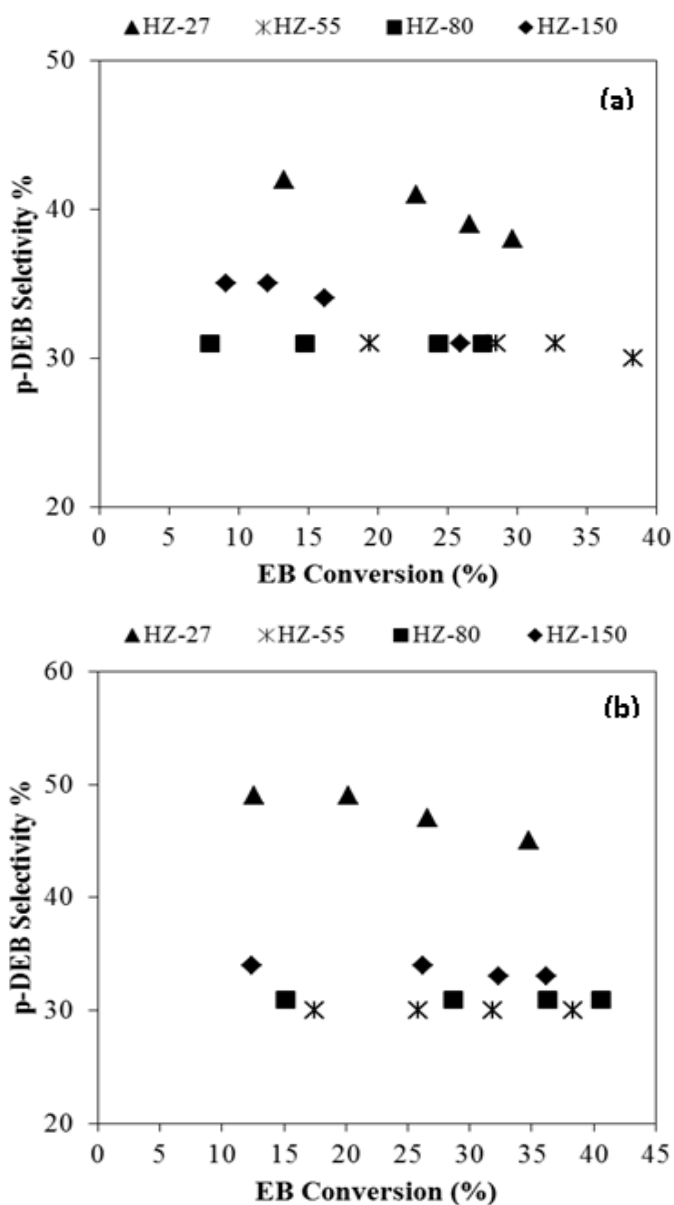 ▲HZ-27 ⚹HZ-55 ■HZ-80 ◆HZ-150
50
(a)
40
30
20
p-DEB Selctivity %
0 5 10 15 20 25 30 35 40
EB Conversion (%)
▲HZ-27 ⚹HZ-55 ■HZ-80 ◆HZ-150
60
(b)
50
40
30
20
p-DEB Selectivity %
0 5 10 15 20 25 30 35 40 45
EB Conversion (%)